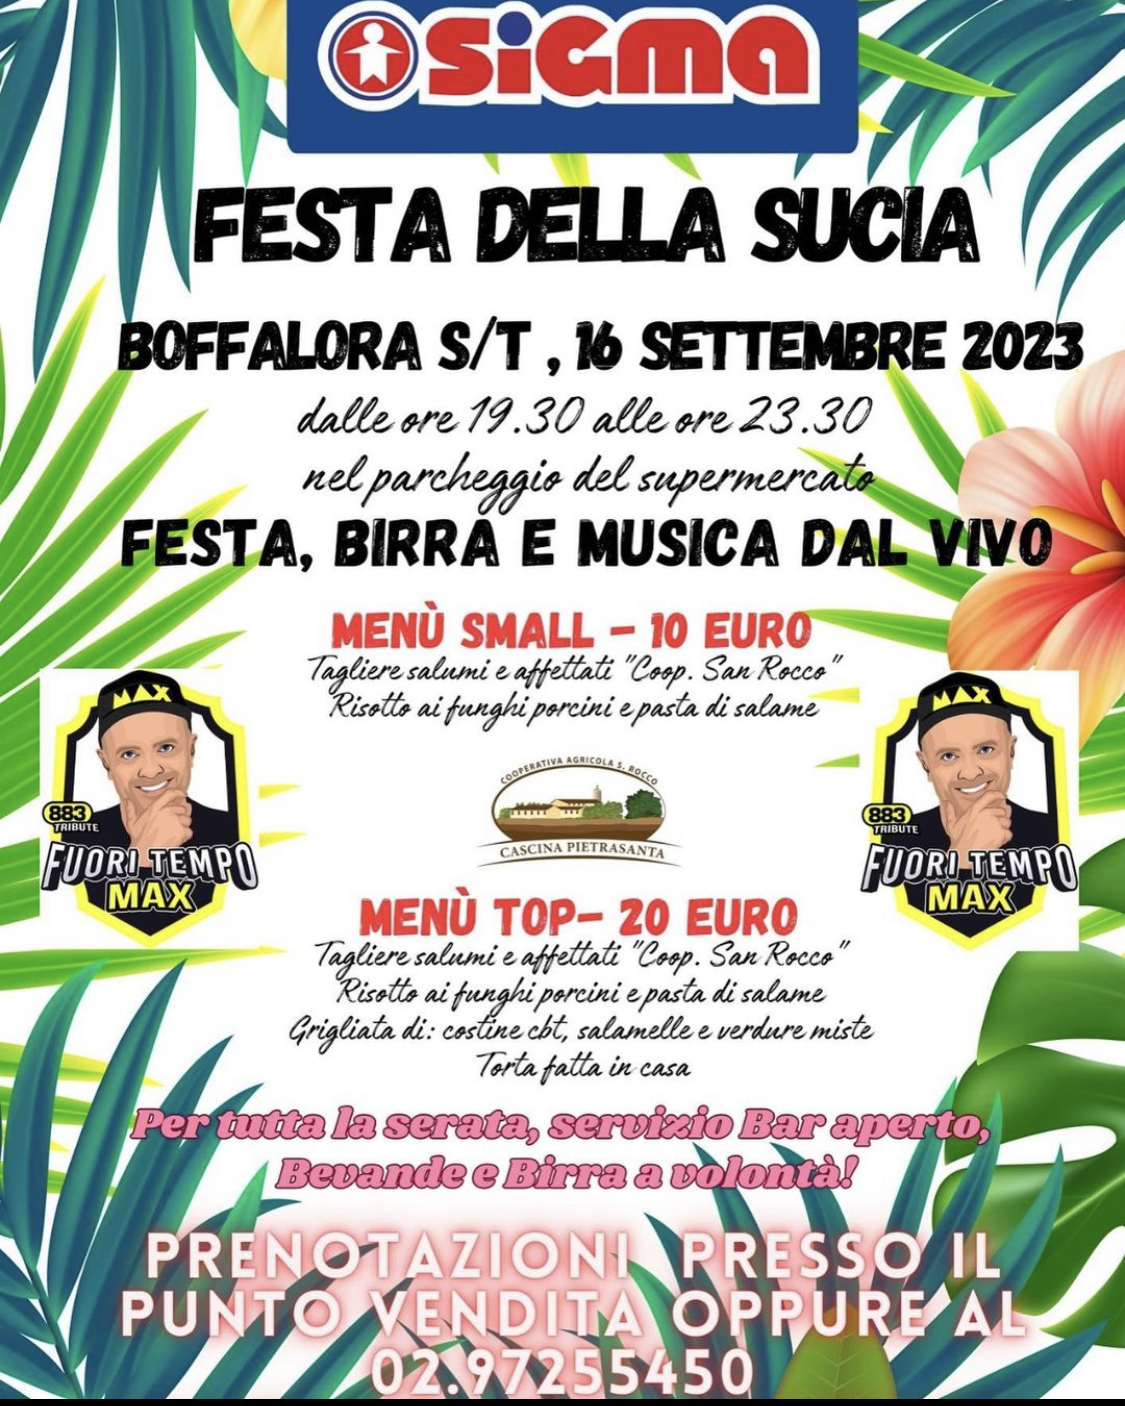 SiGMA
FESTA DELLA SUCIA
BOFFALORA S/T , 16 SETTEMBRE 2023
dalle ore 19.30 alle ore 23.30
nel parcheggio del supermercato
FESTA, BIRRA E MUSICA DAL VIVO
MENÙ SMALL - 10 EURO
Tagliere salumi e affettati "Coop. San Rocco"
Risotto ai funghi porcini e pasta di salame
MAX
883
TRIBUTE
FUORI TEMPO
MAX
COOPERATIVA AGRICOLA S. ROCCO
CASCINA PIETRASANTA
MAX
883
TRIBUTE
FUORI TEMPO
MAX
MENÙ TOP- 20 EURO
Tagliere salumi e affettati "Coop. San Rocco"
Risotto ai funghi porcini e pasta di salame
Grigliata di: costine cbt, salamelle e verdure miste
Torta fatta in casa
Per tutta la serata, servizio Bar aperto,
Bevande e Birra a volontà!
PRENOTAZIONI PRESSO IL
PUNTO VENDITA OPPURE AL
02.97255450